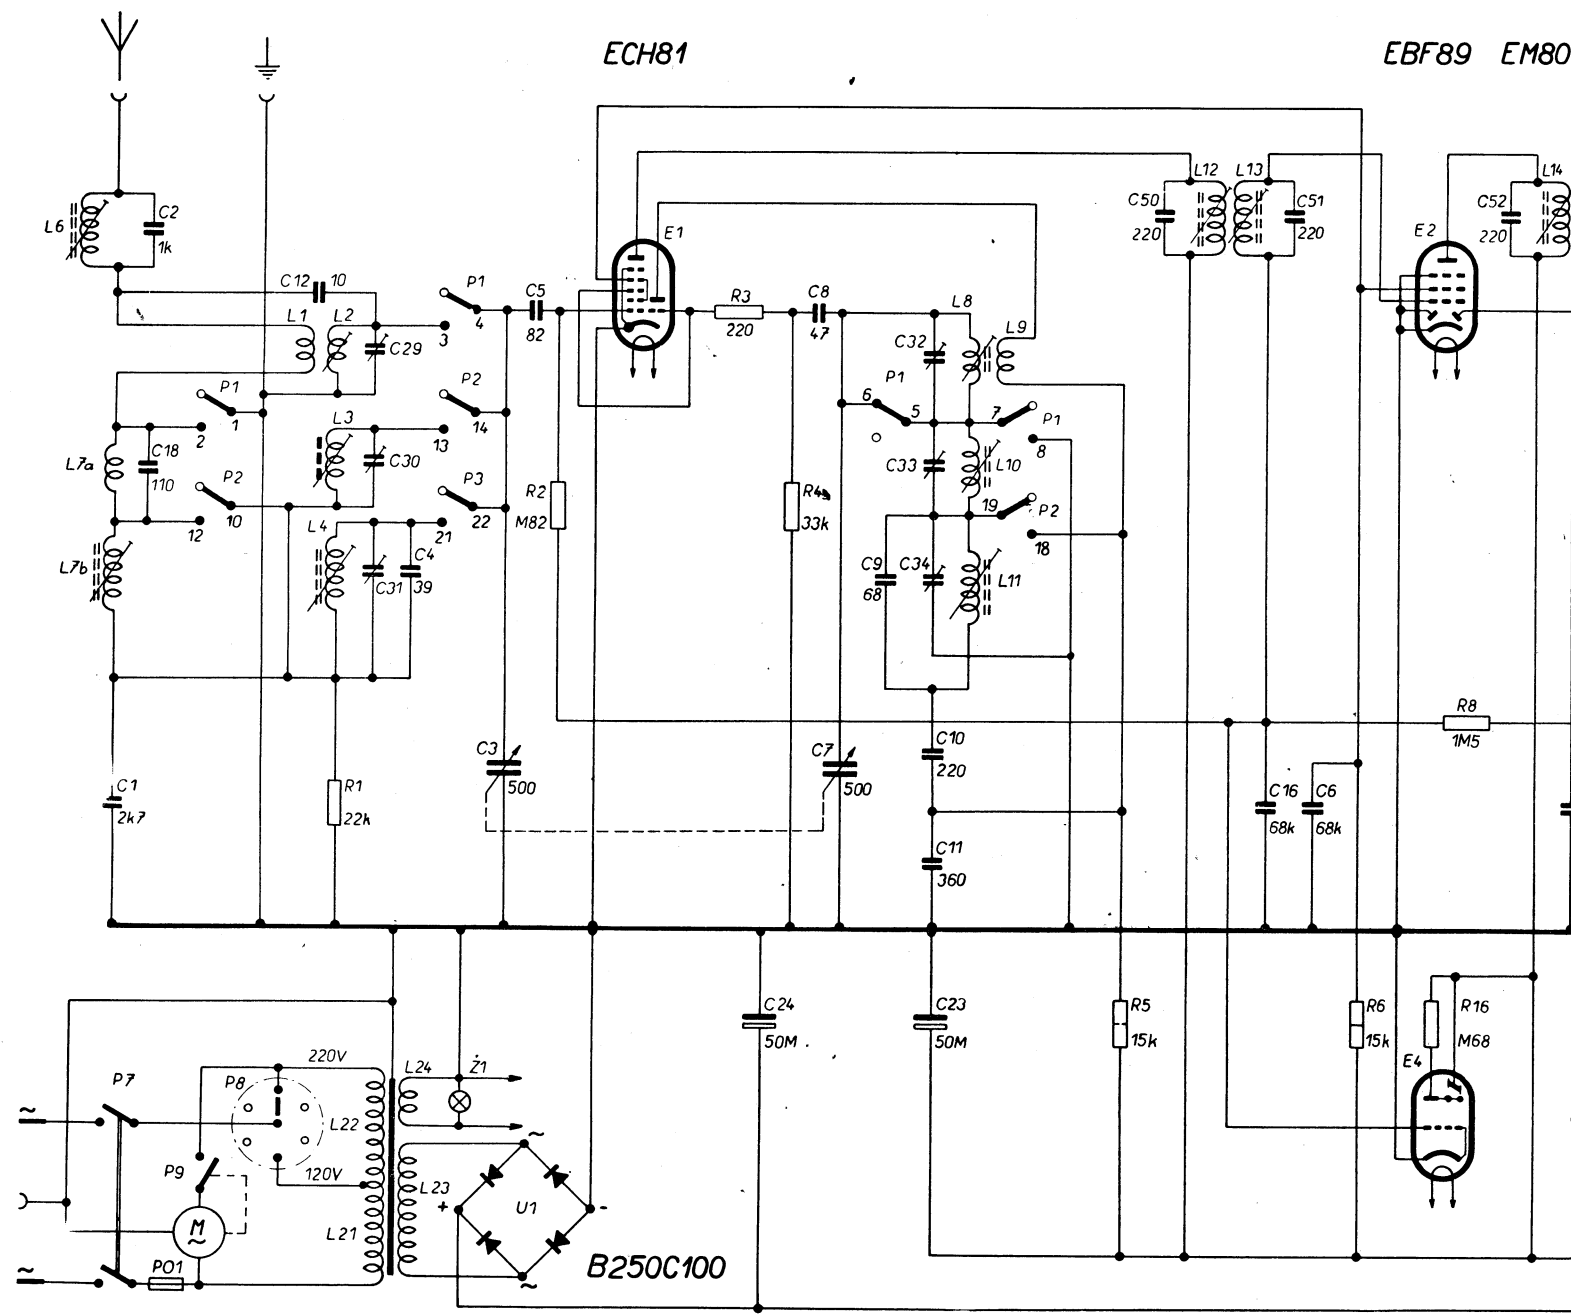 ECH81
EBF89 EM80
L6
C2
1k
C12 10
L1
L2
C29
P1
4
3
C5
82
E1
R3
220
C8
47
L8
L9
C32
L12
L13
C50
220
C51
220
E2
C52
220
L14
P1
1
2
P2
14
13
L3
C30
L7a
C18
110
P2
10
12
P3
22
21
L4
C4
39
C31
L7b
R2
M82
R4
33k
P1
6
5
7
P1
8
C33
L10
19
P2
18
C9
68
C34
L11
C1
2k7
R1
22k
C3
500
C7
500
C10
220
C11
360
R8
1M5
C16
68k
C6
68k
C24
50M
C23
50M
R5
15k
R6
15k
R16
M68
E4
P7
~
220V
P8
L22
120V
P9
M
~
L21
~
PO1
L24
Ż1
L23
~
+
U1
-
~
B250C100